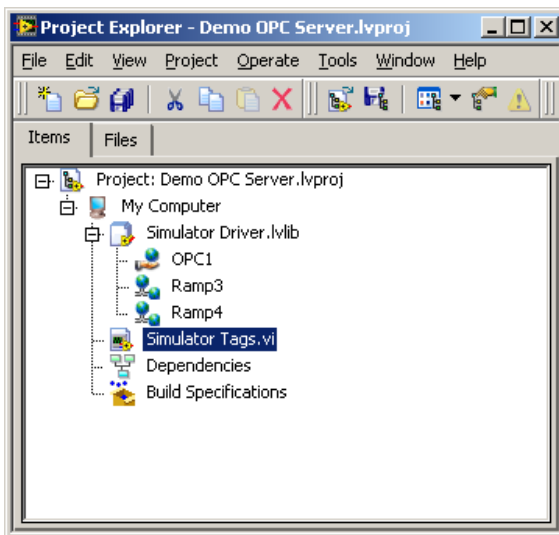 Project Explorer - Demo OPC Server.lvproj
File Edit View Project Operate Tools Window Help
Items Files
Project: Demo OPC Server.lvproj
My Computer
Simulator Driver.lvlib
OPC1
Ramp3
Ramp4
Simulator Tags.vi
Dependencies
Build Specifications